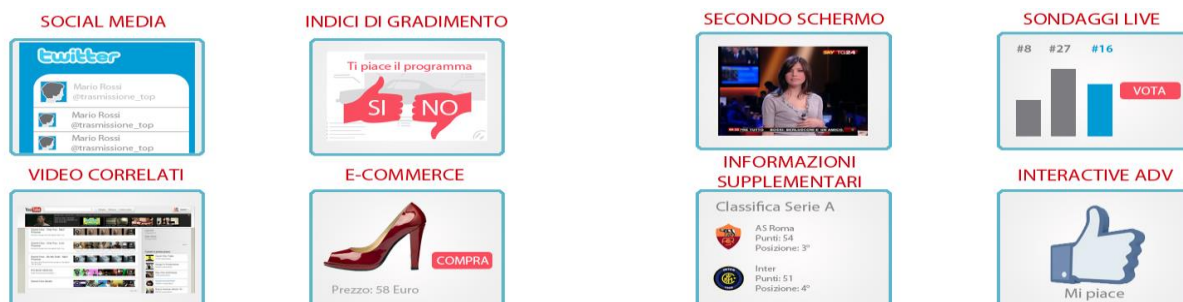 SOCIAL MEDIA
INDICI DI GRADIMENTO
SECONDO SCHERMO
SONDAGGI LIVE
twitter
Mario Rossi
@trasmissione_top
Mario Rossi
@trasmissione_top
Mario Rossi
@trasmissione_top
Ti piace il programma
SI NO
#8 #27 #16
VOTA
VIDEO CORRELATI
E-COMMERCE
INFORMAZIONI
SUPPLEMENTARI
INTERACTIVE ADV
COMPRA
Prezzo: 58 Euro
Classifica Serie A
AS Roma
Punti: 54
Posizione: 3°
Inter
Punti: 51
Posizione: 4°
Mi piace